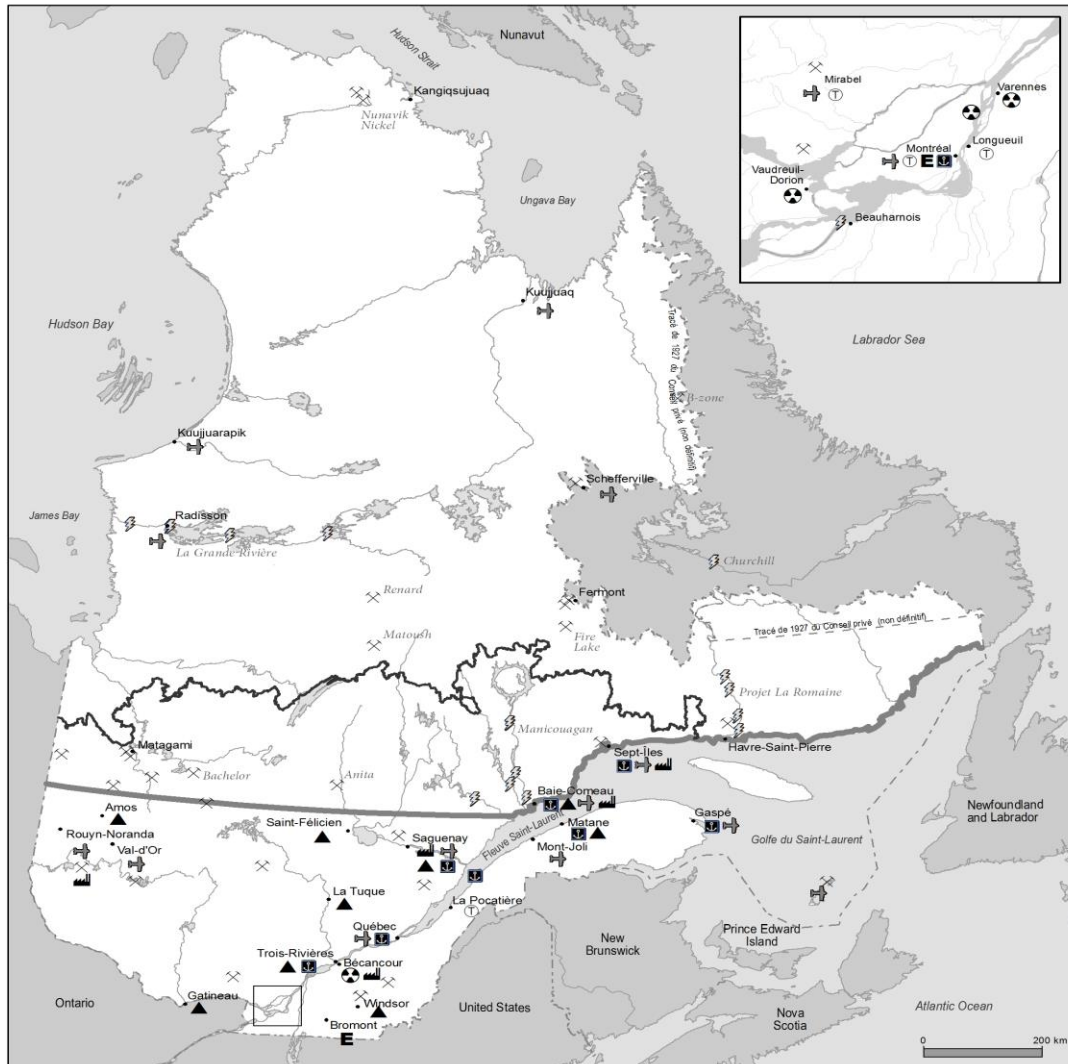 Nunavut
Hudson Strait
Kangiqsujuaq
Nunavik
Nickel
Ungava Bay
Mirabel
T
Varennes
Longueuil
T
Montréal
T
E
Vaudreuil-
Dorion
Beauharnois
Hudson Bay
Kuujjuaq
Labrador Sea
Tracé de 1927 du Conseil privé (non définitif)
B-zone
Kuujjuarapik
Schefferville
James Bay
Radisson
La Grande Rivière
Churchill
Renard
Fermont
Matoush
Fire
Lake
Tracé de 1927 du Conseil privé (non définitif)
Projet La Romaine
Manicouagan
Matagami
Havre-Saint-Pierre
Sept-Îles
Bachelor
Anita
Baie-Comeau
Amos
Saint-Félicien
Fleuve Saint-Laurent
Matane
Gaspé
Newfoundland
and Labrador
Rouyn-Noranda
Val-d'Or
Saguenay
Mont-Joli
Golfe du Saint-Laurent
La Tuque
La Pocatière
T
Québec
New
Brunswick
Prince Edward
Island
Trois-Rivières
Bécancour
Ontario
Gatineau
Windsor
United States
Nova
Scotia
Atlantic Ocean
Bromont
E
0
200 km